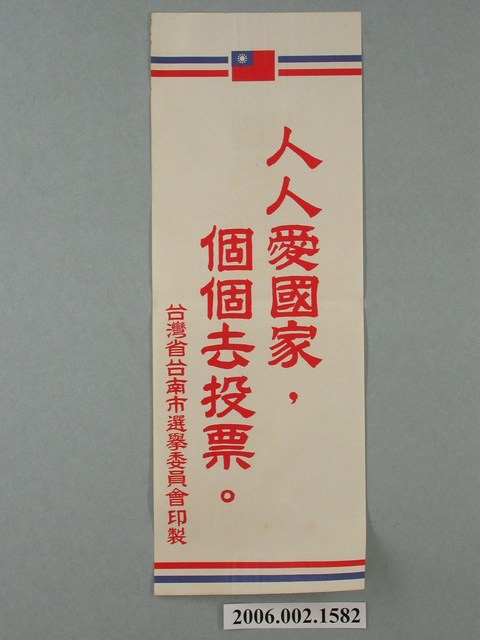 人人愛國家，
個個去投票。
台灣省台南市選舉委員會印製
2006.002.1582